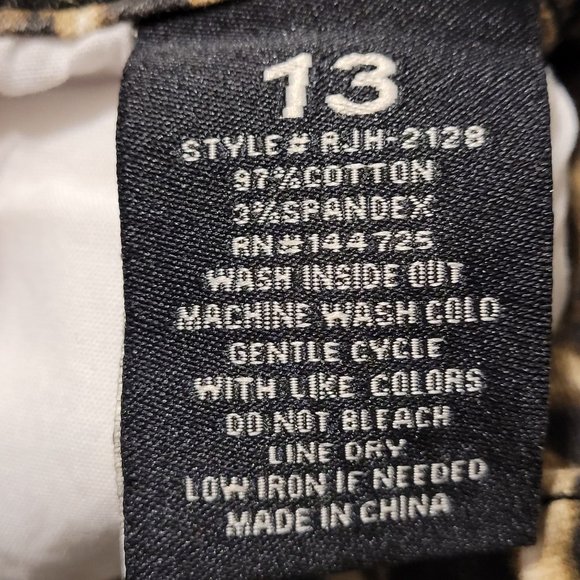 13
STYLE# RJH-2128
97%COTTON
3%SPANDEX
RN#144725
WASH INSIDE OUT
MACHINE WASH COLD
GENTLE CYCLE
WITH LIKE COLORS
DO NOT BLEACH
LINE DRY
LOW IRON IF NEEDED
MADE IN CHINA